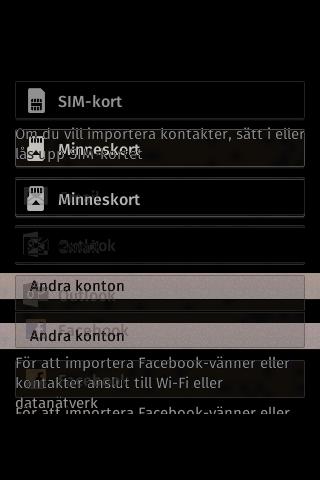 SIM-kort
Om du vill importera kontakter, sätt i eller
lås upp SIM-kortet
Minneskort
Minneskort
Outlook
Andra konton
Outlook
Facebook
Andra konton
För att importera Facebook-vänner eller
kontakter anslut till Wi-Fi eller
Facebook
datanätverk
För att importera Facebook-vänner eller